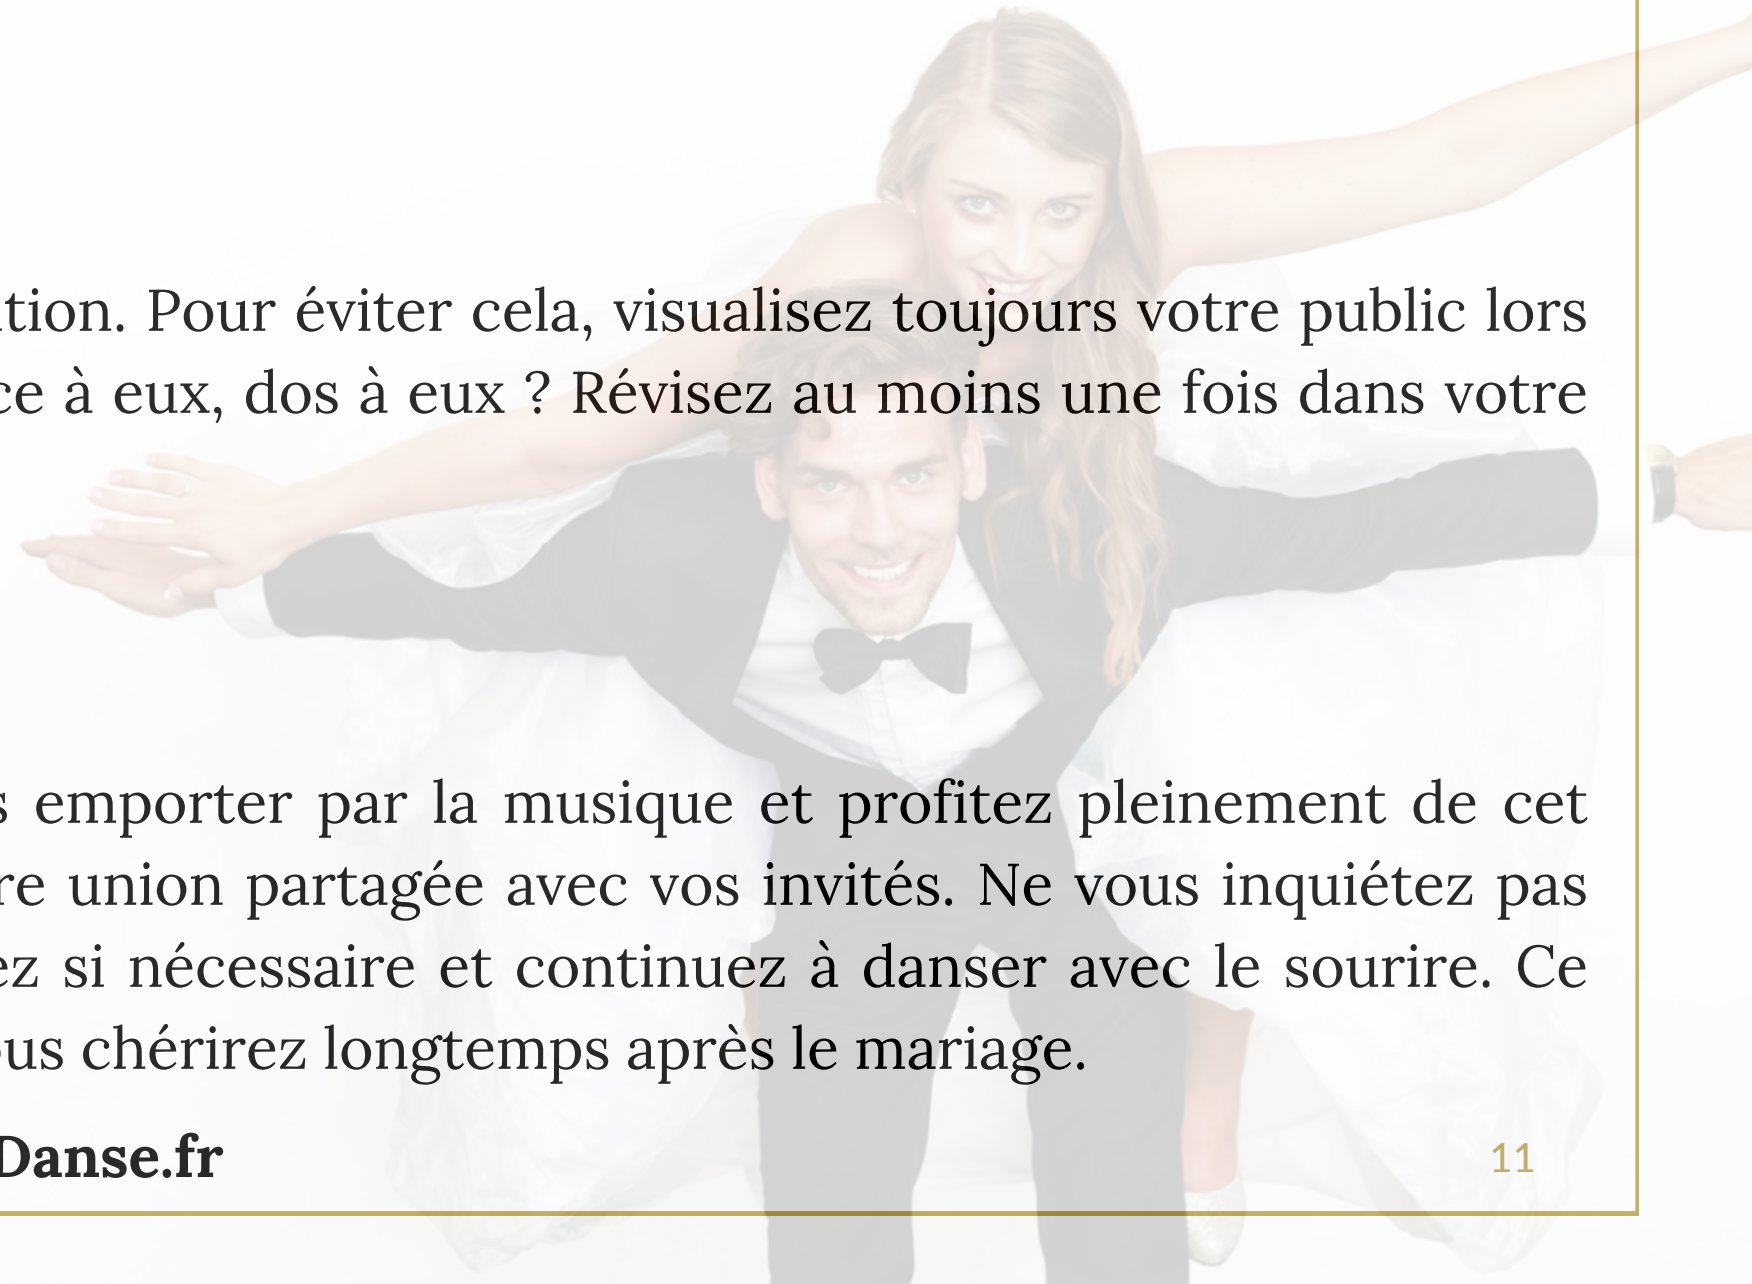 tion. Pour éviter cela, visualisez toujours votre public lors
ce à eux, dos à eux ? Révisez au moins une fois dans votre
s emporter par la musique et profitez pleinement de cet
re union partagée avec vos invités. Ne vous inquiétez pas
ez si nécessaire et continuez à danser avec le sourire. Ce
ous chérirez longtemps après le mariage.
Danse.fr
11